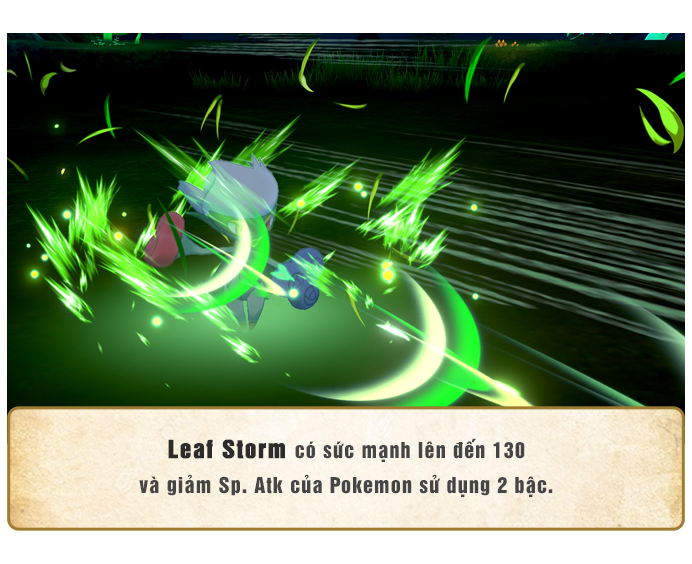 Leaf Storm có sức mạnh lên đến 130
và giảm Sp. Atk của Pokemon sử dụng 2 bậc.